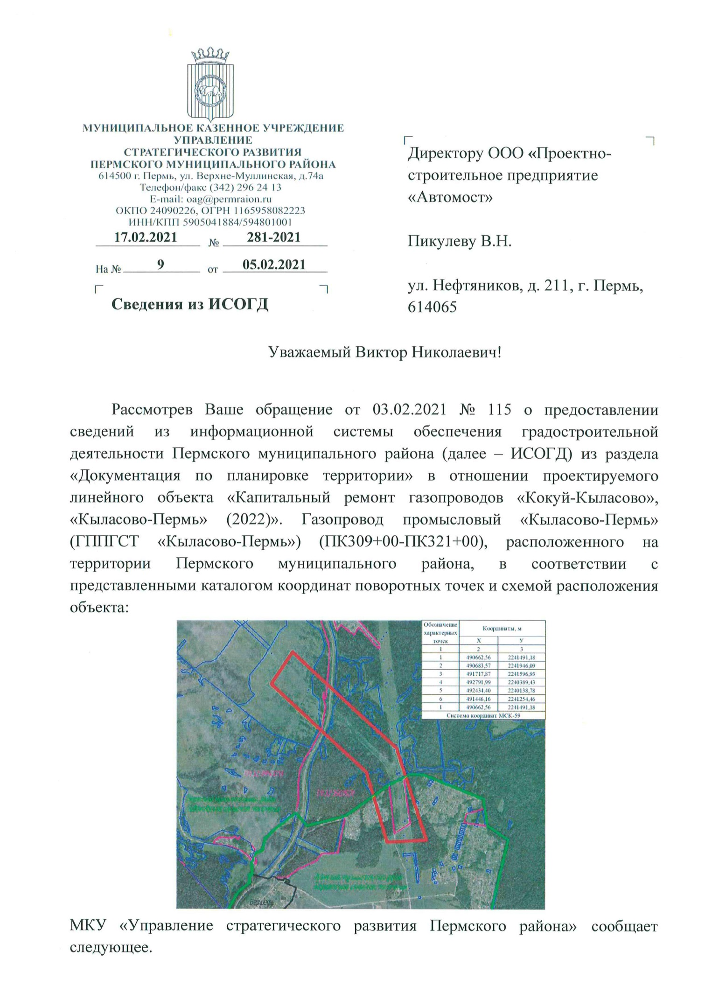 МУНИЦИПАЛЬНОЕ КАЗЕННОЕ УЧРЕЖДЕНИЕ
УПРАВЛЕНИЕ
СТРАТЕГИЧЕСКОГО РАЗВИТИЯ
ПЕРМСКОГО МУНИЦИПАЛЬНОГО РАЙОНА
614500 г. Пермь, ул. Верхне-Муллинская, д.74а
Телефон/факс (342) 296 24 13
E-mail: oag@permraion.ru
ОКПО 24090226, ОГРН 1165958082223
ИНН/КПП 5905041884/594801001
17.02.2021 № 281-2021
На № 9 от 05.02.2021
Сведения из ИСОГД
Директору ООО «Проектно-
строительное предприятие
«Автомост»
Пикулеву В.Н.
ул. Нефтяников, д. 211, г. Пермь,
614065
Уважаемый Виктор Николаевич!
Рассмотрев Ваше обращение от 03.02.2021 № 115 о предоставлении
сведений из информационной системы обеспечения градостроительной
деятельности Пермского муниципального района (далее – ИСОГД) из раздела
«Документация по планировке территории» в отношении проектируемого
линейного объекта «Капитальный ремонт газопроводов «Кокуй-Кыласово»,
«Кыласово-Пермь» (2022)». Газопровод промысловый «Кыласово-Пермь»
(ГППГСТ «Кыласово-Пермь») (ПК309+00-ПК321+00), расположенного на
территории Пермского муниципального района, в соответствии с
представленными каталогом координат поворотных точек и схемой расположения
объекта:
Обозначение характерных точек Координаты, м
X У
1 2 3
1 490662,56 2241491,18
2 490683,57 2241946,09
3 491717,87 2241596,93
4 492791,99 2240389,43
5 492434,40 2240138,78
6 491446,16 2241254,46
1 490662,56 2241491,18
Система координат МСК-59
Бершеть
МКУ «Управление стратегического развития Пермского района» сообщает
следующее.